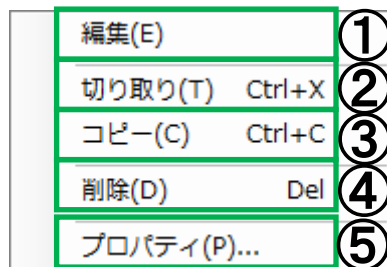 編集(E) ①
切り取り(T) Ctrl+X ②
コピー(C) Ctrl+C ③
削除(D) Del ④
プロパティ(P)... ⑤